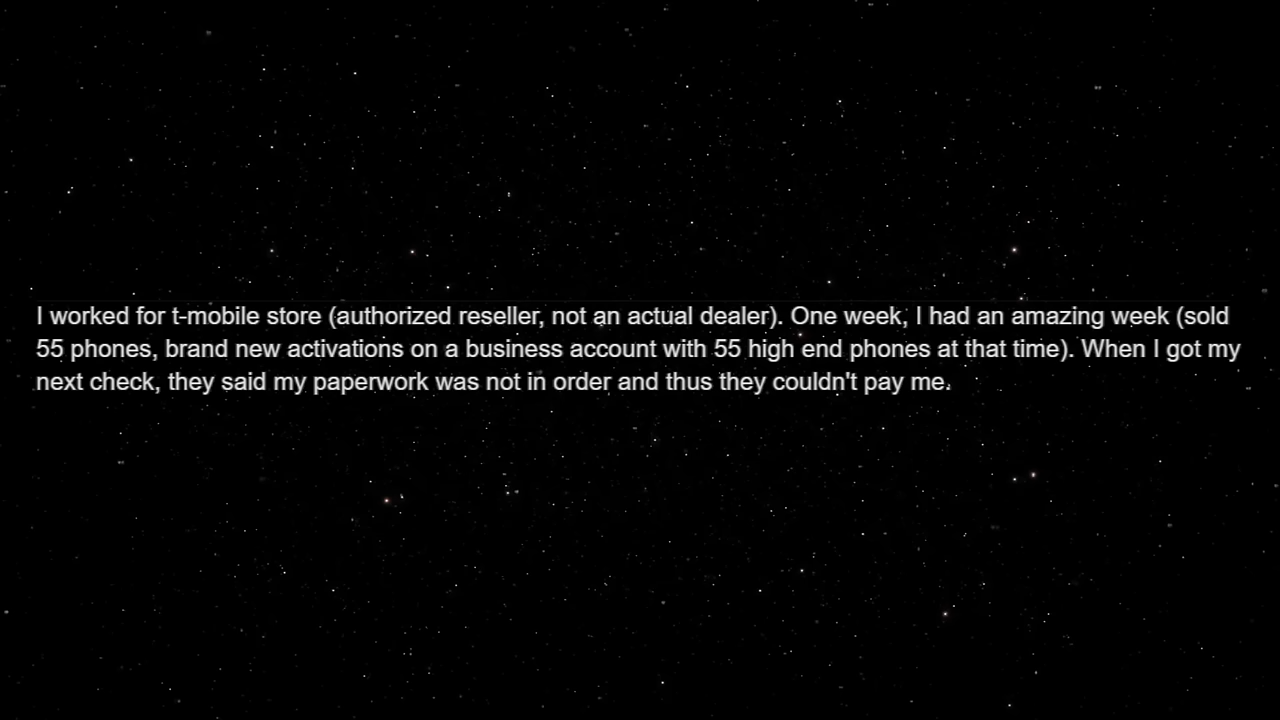 I worked for t-mobile store (authorized reseller, not an actual dealer). One week, I had an amazing week (sold
55 phones, brand new activations on a business account with 55 high end phones at that time). When I got my
next check, they said my paperwork was not in order and thus they couldn't pay me.